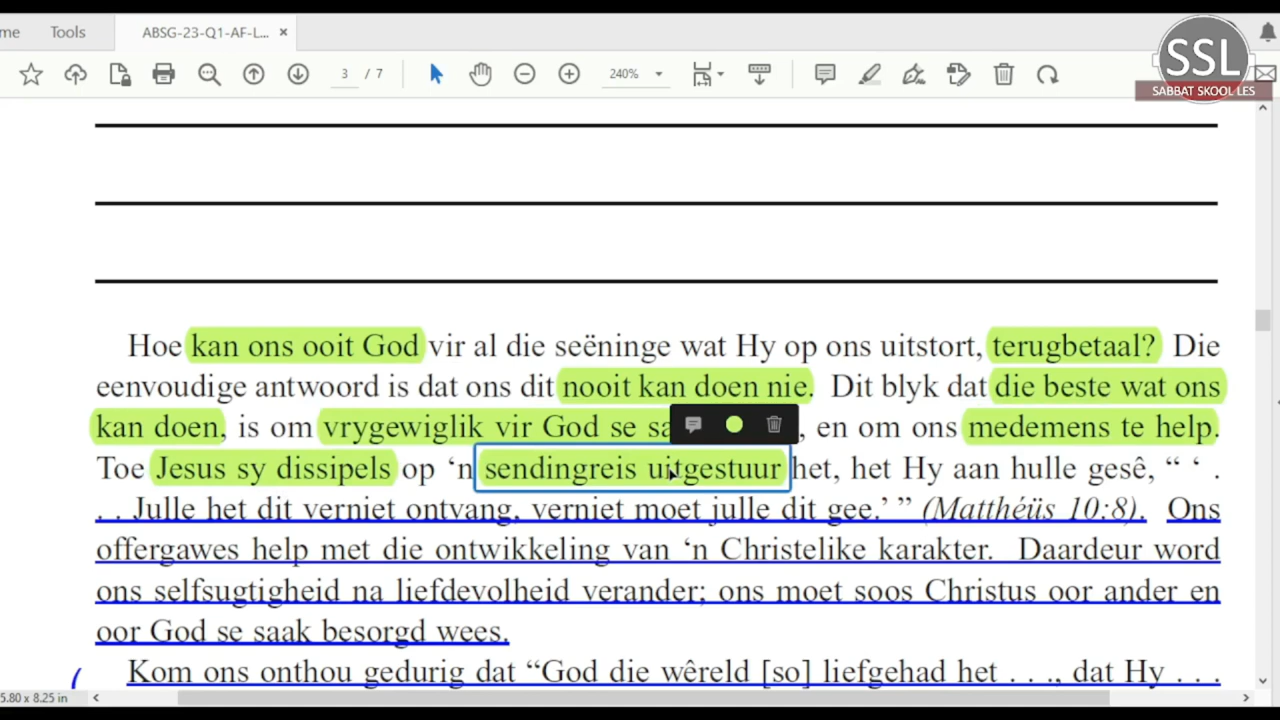 me Tools ABSG-23-Q1-AF-L... ×
3 / 7 240%
SSL
SABBAT SKOOL LES
Hoe kan ons ooit God vir al die seëninge wat Hy op ons uitstort, terugbetaal? Die
eenvoudige antwoord is dat ons dit nooit kan doen nie. Dit blyk dat die beste wat ons
kan doen, is om vrygewiglik vir God se sa , en om ons medemens te help.
Toe Jesus sy dissipels op ‘n sendingreis uitgestuur het, het Hy aan hulle gesê, “ ‘ .
. . Julle het dit verniet ontvang, verniet moet julle dit gee.’ ” (Matthéüs 10:8). Ons
offergawes help met die ontwikkeling van ‘n Christelike karakter. Daardeur word
ons selfsugtigheid na liefdevolheid verander; ons moet soos Christus oor ander en
oor God se saak besorgd wees.
Kom ons onthou gedurig dat “God die wêreld [so] liefgehad het . . ., dat Hy . . .
5.80 x 8.25 in